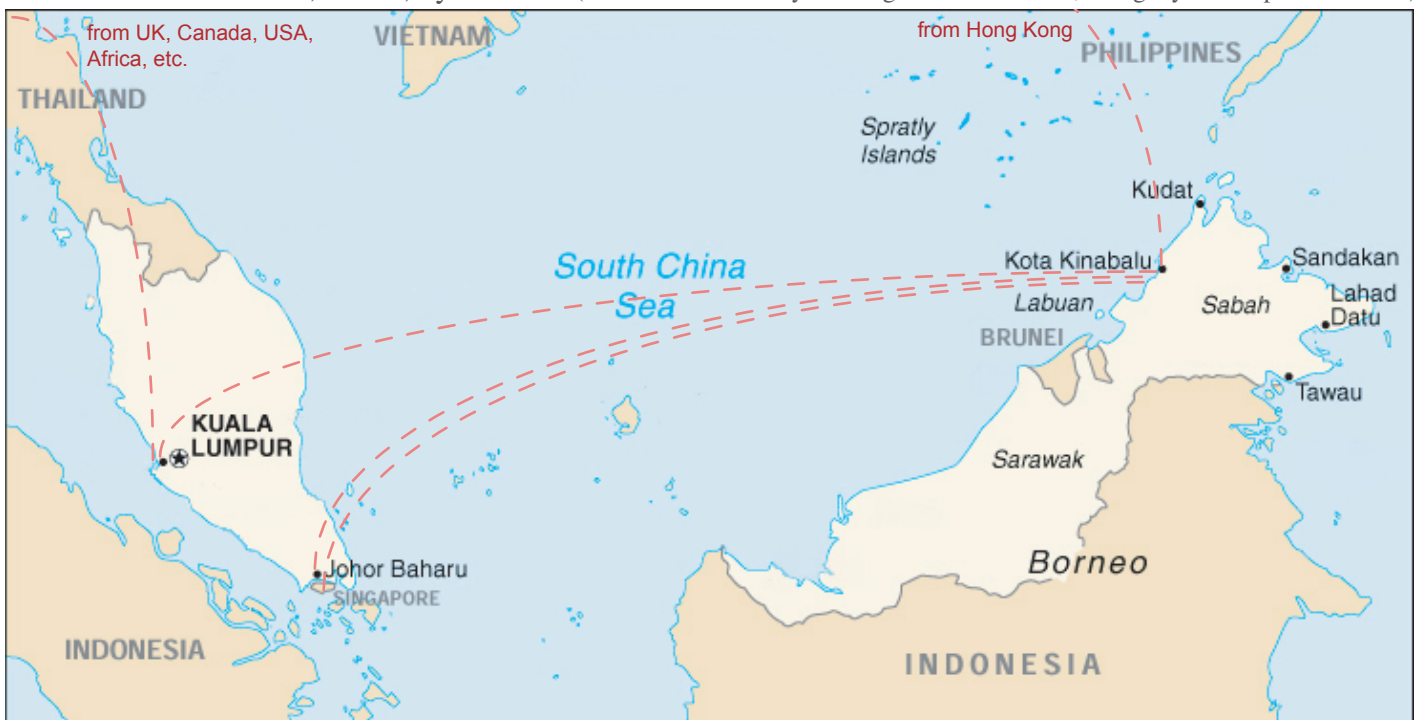 from UK, Canada, USA,
Africa, etc.
VIETNAM
from Hong Kong
PHILIPPINES
THAILAND
Spratly
Islands
Kudat
South China
Sea
Kota Kinabalu
Sandakan
Labuan
Sabah
Lahad
Datu
BRUNEI
Tawau
KUALA
LUMPUR
Sarawak
Johor Baharu
SINGAPORE
Borneo
INDONESIA
INDONESIA